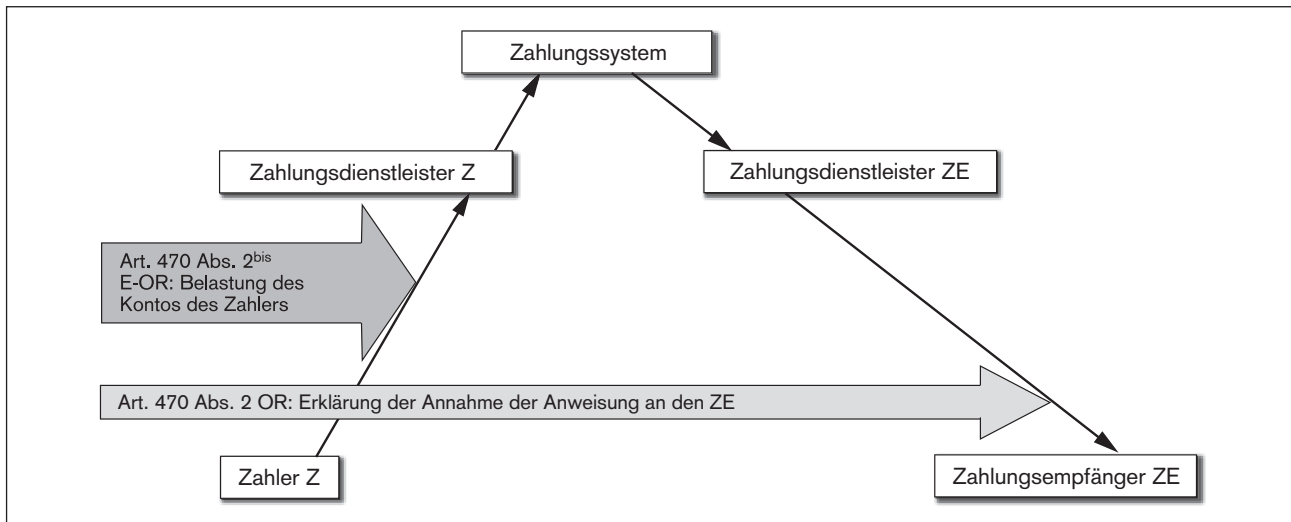 Zahlungssystem
Zahlungsdienstleister Z
Zahlungsdienstleister ZE
Art. 470 Abs. 2bis
E-OR: Belastung des
Kontos des Zahlers
Art. 470 Abs. 2 OR: Erklärung der Annahme der Anweisung an den ZE
Zahler Z
Zahlungsempfänger ZE